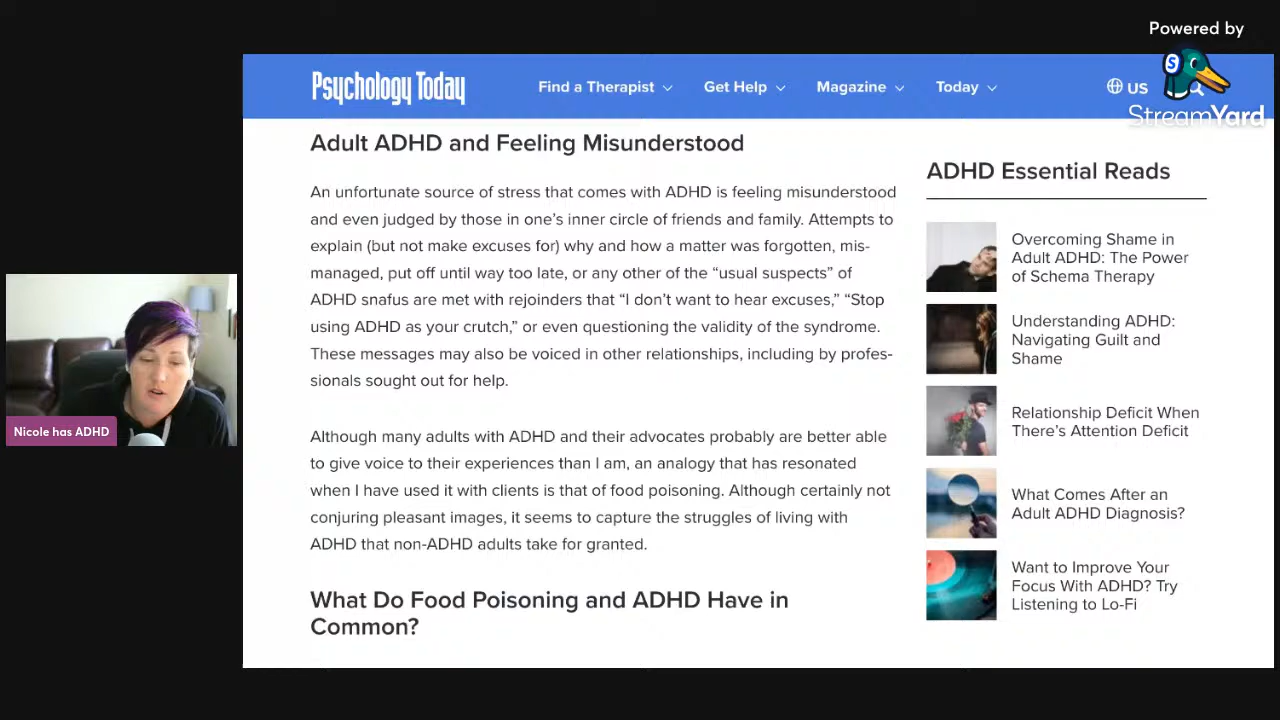 Powered by
StreamYard
Psychology Today
Find a Therapist
Get Help
Magazine
Today
US
Adult ADHD and Feeling Misunderstood
An unfortunate source of stress that comes with ADHD is feeling misunderstood
and even judged by those in one’s inner circle of friends and family. Attempts to
explain (but not make excuses for) why and how a matter was forgotten, mis-
managed, put off until way too late, or any other of the “usual suspects” of
ADHD snafus are met with rejoinders that “I don’t want to hear excuses,” “Stop
using ADHD as your crutch,” or even questioning the validity of the syndrome.
These messages may also be voiced in other relationships, including by profes-
sionals sought out for help.
Although many adults with ADHD and their advocates probably are better able
to give voice to their experiences than I am, an analogy that has resonated
when I have used it with clients is that of food poisoning. Although certainly not
conjuring pleasant images, it seems to capture the struggles of living with
ADHD that non-ADHD adults take for granted.
What Do Food Poisoning and ADHD Have in
Common?
ADHD Essential Reads
Overcoming Shame in
Adult ADHD: The Power
of Schema Therapy
Understanding ADHD:
Navigating Guilt and
Shame
Relationship Deficit When
There’s Attention Deficit
What Comes After an
Adult ADHD Diagnosis?
Want to Improve Your
Focus With ADHD? Try
Listening to Lo-Fi
Nicole has ADHD